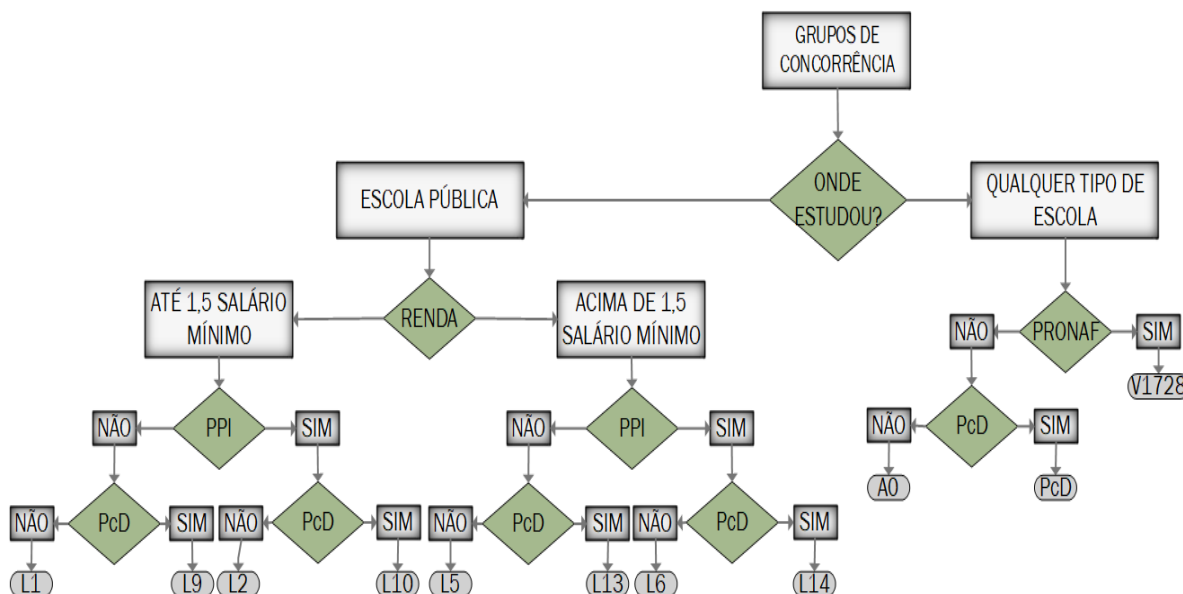 GRUPOS DE
CONCORRÊNCIA
ONDE
ESTUDOU?
ESCOLA PÚBLICA
QUALQUER TIPO DE
ESCOLA
RENDA
ATÉ 1,5 SALÁRIO
MÍNIMO
ACIMA DE 1,5
SALÁRIO MÍNIMO
NÃO
PRONAF
SIM
V1728
NÃO
PPI
SIM
NÃO
PPI
SIM
NÃO
PcD
SIM
A0
PcD
NÃO
PcD
SIM
NÃO
PcD
SIM
NÃO
PcD
SIM
NÃO
PcD
SIM
L1
L9
L2
L10
L5
L13
L6
L14